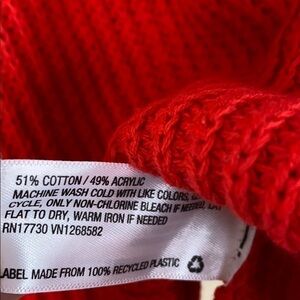 51% COTTON / 49% ACRYLIC
MACHINE WASH COLD WITH LIKE COLORS,
CYCLE, ONLY NON-CHLORINE BLEACH IF NEEDED, LAY
FLAT TO DRY, WARM IRON IF NEEDED
RN17730 VN1268582
LABEL MADE FROM 100% RECYCLED PLASTIC